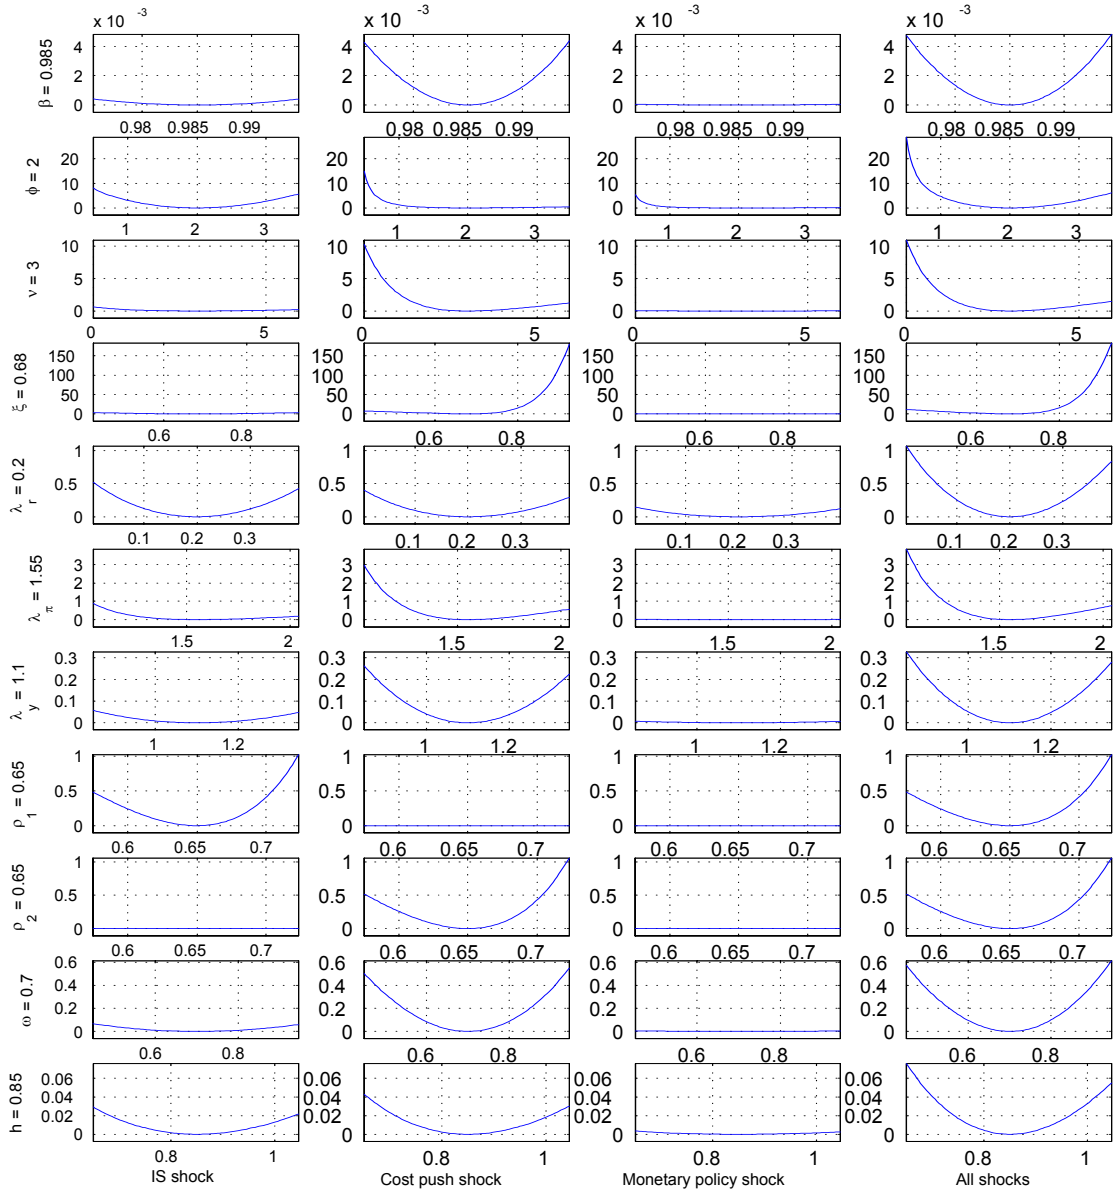 x 10 -3 x 10 -3 x 10 -3 x 10 -3
β = 0.985 4 2 0 4 2 0 4 2 0 4 2 0
0.98 0.985 0.99 0.98 0.985 0.99 0.98 0.985 0.99 0.98 0.985 0.99
ϕ = 2 20 10 0 20 10 0 20 10 0 20 10 0
1 2 3 1 2 3 1 2 3 1 2 3
ν = 3 10 5 0 10 5 0 10 5 0 10 5 0
0 5 0 5 0 5 0 5
ξ = 0.68 150 100 50 0 150 100 50 0 150 100 50 0 150 100 50 0
0.6 0.8 0.6 0.8 0.6 0.8 0.6 0.8
λ r = 0.2 1 0.5 0 1 0.5 0 1 0.5 0 1 0.5 0
0.1 0.2 0.3 0.1 0.2 0.3 0.1 0.2 0.3 0.1 0.2 0.3
λ π = 1.55 3 2 1 0 3 2 1 0 3 2 1 0 3 2 1 0
1.5 2 1.5 2 1.5 2 1.5 2
λ y = 1.1 0.3 0.2 0.1 0 0.3 0.2 0.1 0 0.3 0.2 0.1 0 0.3 0.2 0.1 0
1 1.2 1 1.2 1 1.2 1 1.2
ρ 1 = 0.65 1 0.5 0 1 0.5 0 1 0.5 0 1 0.5 0
0.6 0.65 0.7 0.6 0.65 0.7 0.6 0.65 0.7 0.6 0.65 0.7
ρ 2 = 0.65 1 0.5 0 1 0.5 0 1 0.5 0 1 0.5 0
0.6 0.65 0.7 0.6 0.65 0.7 0.6 0.65 0.7 0.6 0.65 0.7
ω = 0.7 0.6 0.4 0.2 0 0.6 0.4 0.2 0 0.6 0.4 0.2 0 0.6 0.4 0.2 0
0.6 0.8 0.6 0.8 0.6 0.8 0.6 0.8
h = 0.85 0.06 0.04 0.02 0 0.06 0.04 0.02 0 0.06 0.04 0.02 0 0.06 0.04 0.02 0
0.8 1 0.8 1 0.8 1 0.8 1
IS shock Cost push shock Monetary policy shock All shocks